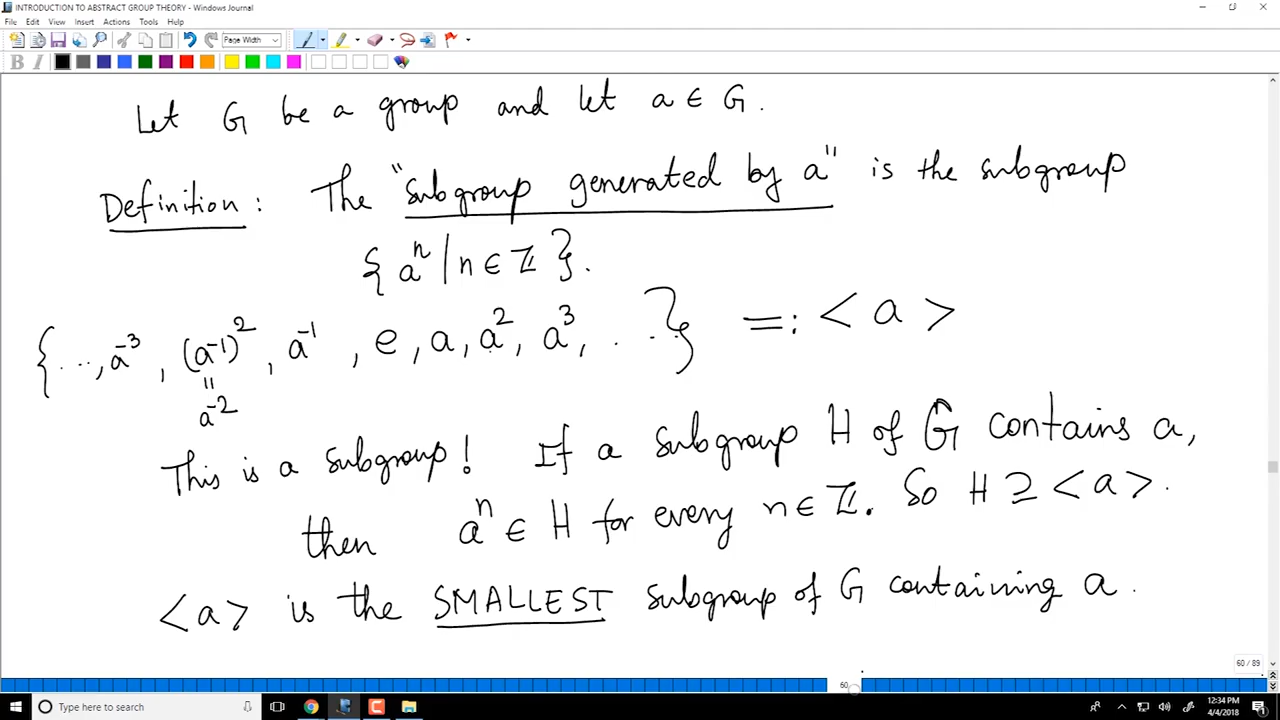 INTRODUCTION TO ABSTRACT GROUP THEORY - Windows Journal
File Edit View Insert Actions Tools Help
Page Width
B I
Let G be a group and let a ∈ G.
Definition: The "subgroup generated by a" is the subgroup
{ aⁿ | n ∈ ℤ }.
{ ..., a⁻³, (a⁻¹)², a⁻¹, e, a, a², a³, ... } =: < a >
"
a⁻²
This is a subgroup! If a subgroup H of G contains a,
then aⁿ ∈ H for every n ∈ ℤ. So H ⊇ < a >.
< a > is the SMALLEST subgroup of G containing a.
60 / 89
60
Type here to search
12:34 PM
4/4/2018